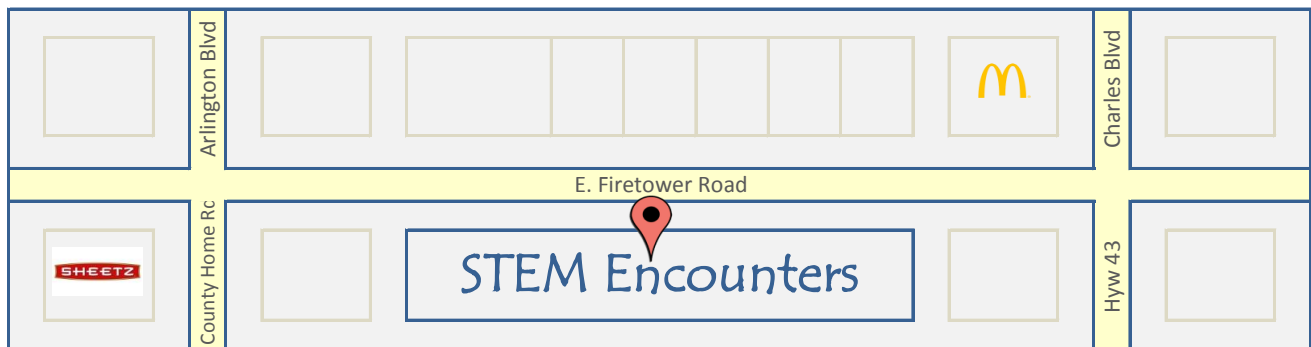 Arlington Blvd
Charles Blvd
E. Firetower Road
County Home Rd
SHEETZ
STEM Encounters
Hyw 43